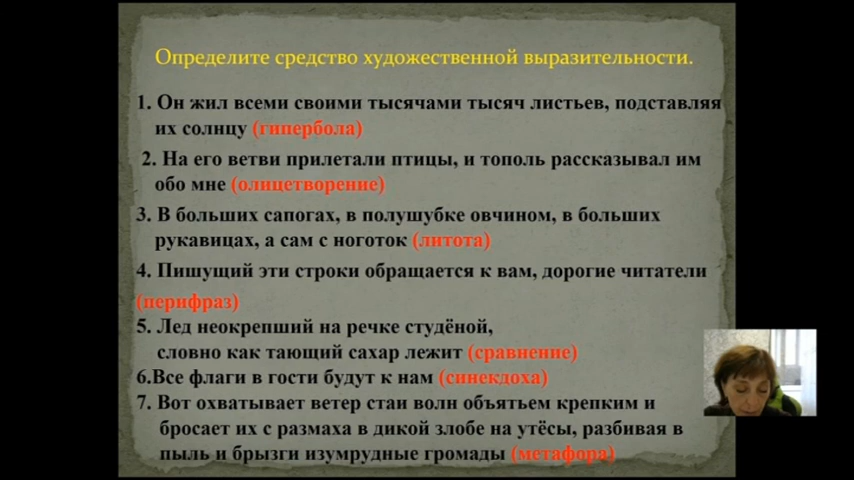 Определите средство художественной выразительности.
1. Он жил всеми своими тысячами тысяч листьев, подставляя
их солнцу (гипербола)
2. На его ветви прилетали птицы, и тополь рассказывал им
обо мне (олицетворение)
3. В больших сапогах, в полушубке овчином, в больших
рукавицах, а сам с ноготок (литота)
4. Пишущий эти строки обращается к вам, дорогие читатели
(перифраз)
5. Лед неокрепший на речке студёной,
словно как тающий сахар лежит (сравнение)
6.Все флаги в гости будут к нам (синекдоха)
7. Вот охватывает ветер стаи волн объятьем крепким и
бросает их с размаха в дикой злобе на утёсы, разбивая в
пыль и брызги изумрудные громады (метафора)